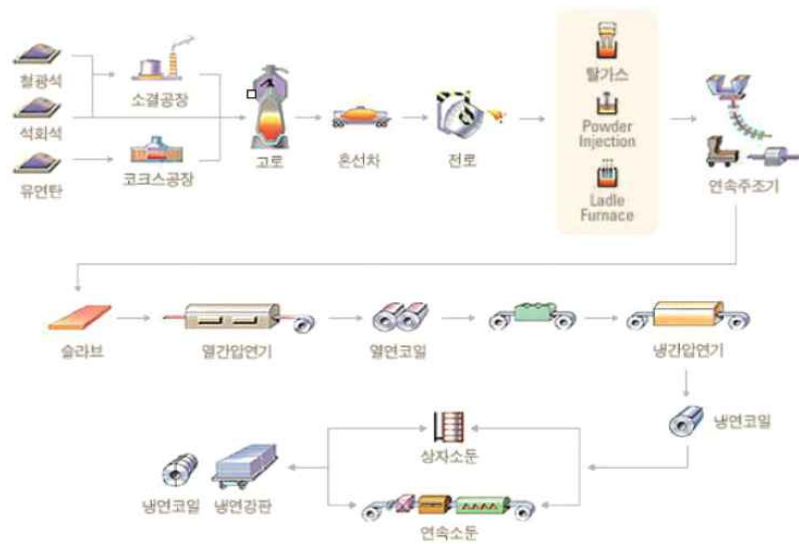 철광석
석회석
유연탄
소결공장
코크스공장
고로
혼선차
전로
탈가스
Powder
Injection
Ladle
Furnace
연속주조기
슬라브
열간압연기
열연코일
냉간압연기
냉연코일
상자소둔
연속소둔
냉연코일
냉연강판